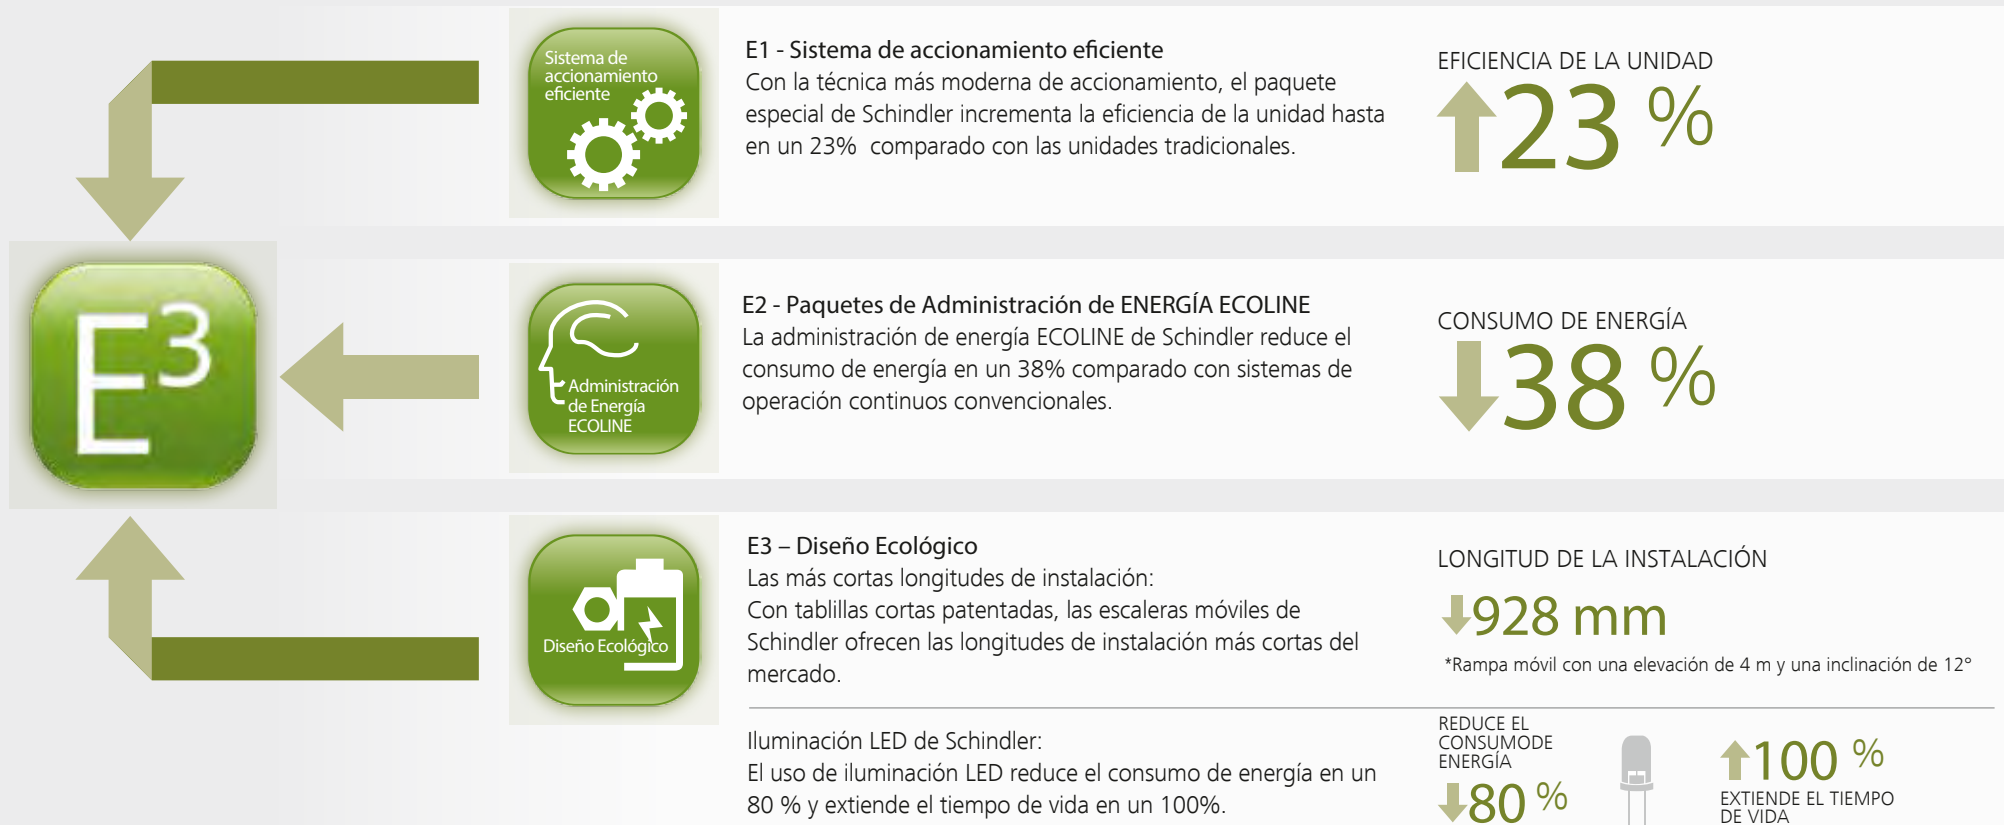 Sistema de
accionamiento
eficiente
E1 - Sistema de accionamiento eficiente
Con la técnica más moderna de accionamiento, el paquete
especial de Schindler incrementa la eficiencia de la unidad hasta
en un 23% comparado con las unidades tradicionales.
EFICIENCIA DE LA UNIDAD
23 %
E³
Administración
de Energía
ECOLINE
E2 - Paquetes de Administración de ENERGÍA ECOLINE
La administración de energía ECOLINE de Schindler reduce el
consumo de energía en un 38% comparado con sistemas de
operación continuos convencionales.
CONSUMO DE ENERGÍA
38 %
Diseño Ecológico
E3 – Diseño Ecológico
Las más cortas longitudes de instalación:
Con tablillas cortas patentadas, las escaleras móviles de
Schindler ofrecen las longitudes de instalación más cortas del
mercado.
LONGITUD DE LA INSTALACIÓN
928 mm
*Rampa móvil con una elevación de 4 m y una inclinación de 12°
Iluminación LED de Schindler:
El uso de iluminación LED reduce el consumo de energía en un
80 % y extiende el tiempo de vida en un 100%.
REDUCE EL
CONSUMODE
ENERGÍA
80 %
100 %
EXTIENDE EL TIEMPO
DE VIDA